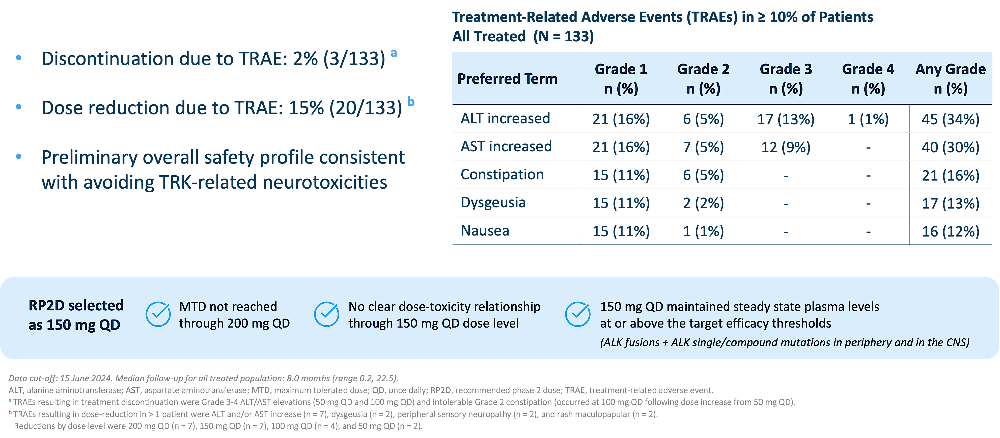 • Discontinuation due to TRAE: 2% (3/133) a
• Dose reduction due to TRAE: 15% (20/133) b
• Preliminary overall safety profile consistent
with avoiding TRK-related neurotoxicities
Treatment-Related Adverse Events (TRAEs) in ≥ 10% of Patients
All Treated (N = 133)
Preferred Term | Grade 1 n (%) | Grade 2 n (%) | Grade 3 n (%) | Grade 4 n (%) | Any Grade n (%)
ALT increased | 21 (16%) | 6 (5%) | 17 (13%) | 1 (1%) | 45 (34%)
AST increased | 21 (16%) | 7 (5%) | 12 (9%) | - | 40 (30%)
Constipation | 15 (11%) | 6 (5%) | - | - | 21 (16%)
Dysgeusia | 15 (11%) | 2 (2%) | - | - | 17 (13%)
Nausea | 15 (11%) | 1 (1%) | - | - | 16 (12%)
RP2D selected
as 150 mg QD
MTD not reached
through 200 mg QD
No clear dose-toxicity relationship
through 150 mg QD dose level
150 mg QD maintained steady state plasma levels
at or above the target efficacy thresholds
(ALK fusions + ALK single/compound mutations in periphery and in the CNS)
Data cut-off: 15 June 2024. Median follow-up for all treated population: 8.0 months (range 0.2, 22.5).
ALT, alanine aminotransferase; AST, aspartate aminotransferase; MTD, maximum tolerated dose; QD, once daily; RP2D, recommended phase 2 dose; TRAE, treatment-related adverse event.
a TRAEs resulting in treatment discontinuation were Grade 3-4 ALT/AST elevations (50 mg QD and 100 mg QD) and intolerable Grade 2 constipation (occurred at 100 mg QD following dose increase from 50 mg QD).
b TRAEs resulting in dose-reduction in > 1 patient were ALT and/or AST increase (n = 7), dysgeusia (n = 2), peripheral sensory neuropathy (n = 2), and rash maculopapular (n = 2).
Reductions by dose level were 200 mg QD (n = 7), 150 mg QD (n = 7), 100 mg QD (n = 4), and 50 mg QD (n = 2).